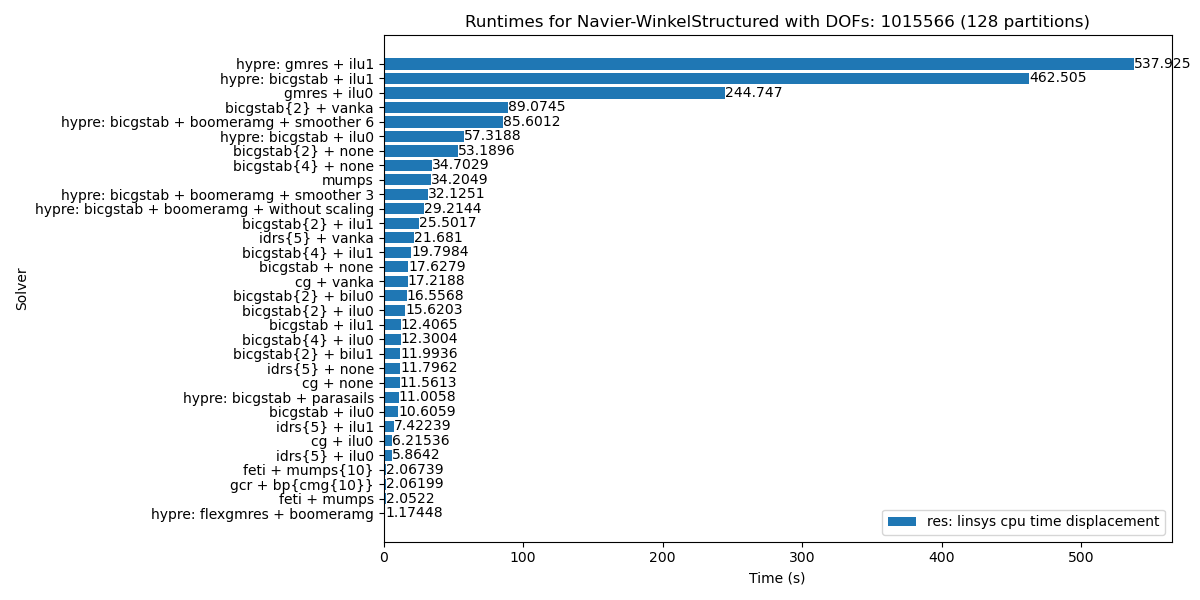 Runtimes for Navier-WinkelStructured with DOFs: 1015566 (128 partitions)
hypre: gmres + ilu1 537.925
hypre: bicgstab + ilu1 462.505
gmres + ilu0 244.747
bicgstab{2} + vanka 89.0745
hypre: bicgstab + boomeramg + smoother 6 85.6012
hypre: bicgstab + ilu0 57.3188
bicgstab{2} + none 53.1896
bicgstab{4} + none 34.7029
mumps 34.2049
hypre: bicgstab + boomeramg + smoother 3 32.1251
hypre: bicgstab + boomeramg + without scaling 29.2144
bicgstab{2} + ilu1 25.5017
idrs{5} + vanka 21.681
bicgstab{4} + ilu1 19.7984
bicgstab + none 17.6279
cg + vanka 17.2188
bicgstab{2} + bilu0 16.5568
bicgstab{2} + ilu0 15.6203
bicgstab + ilu1 12.4065
bicgstab{4} + ilu0 12.3004
bicgstab{2} + bilu1 11.9936
idrs{5} + none 11.7962
cg + none 11.5613
hypre: bicgstab + parasails 11.0058
bicgstab + ilu0 10.6059
idrs{5} + ilu1 7.42239
cg + ilu0 6.21536
idrs{5} + ilu0 5.8642
feti + mumps{10} 2.06739
gcr + bp{cmg{10}} 2.06199
feti + mumps 2.0522
hypre: flexgmres + boomeramg 1.17448
Solver
res: linsys cpu time displacement
0 100 200 300 400 500
Time (s)